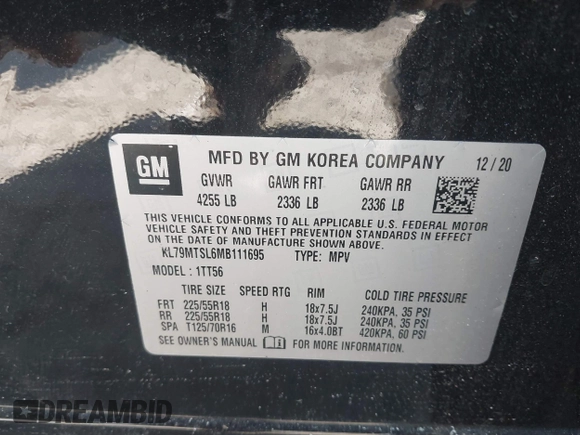 GM MFD BY GM KOREA COMPANY 12/20
GVWR GAWR FRT GAWR RR
4255 LB 2336 LB 2336 LB
THIS VEHICLE CONFORMS TO ALL APPLICABLE U.S. FEDERAL MOTOR
VEHICLE SAFETY AND THEFT PREVENTION STANDARDS IN EFFECT
ON THE DATE OF MANUFACTURE SHOWN ABOVE.
KL79MTSL6MB111695 TYPE: MPV
MODEL: 1TT56
TIRE SIZE SPEED RTG RIM COLD TIRE PRESSURE
FRT 225/55R18 H 18x7.5J 240KPA, 35 PSI
RR 225/55R18 H 18x7.5J 240KPA, 35 PSI
SPA T125/70R16 M 16x4.0BT 420KPA, 60 PSI
SEE OWNER'S MANUAL FOR MORE INFORMATION
DREAMBID